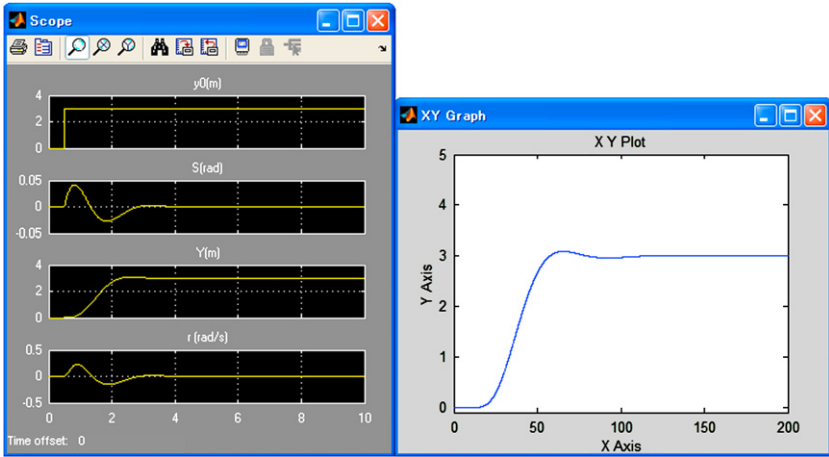 Scope
y0(m)
4
2
0
S(rad)
0.05
0
-0.05
Y(m)
4
2
0
r (rad/s)
0.5
0
-0.5
0 2 4 6 8 10
Time offset: 0
XY Graph
X Y Plot
5
4
3
2
1
0
Y Axis
0 50 100 150 200
X Axis